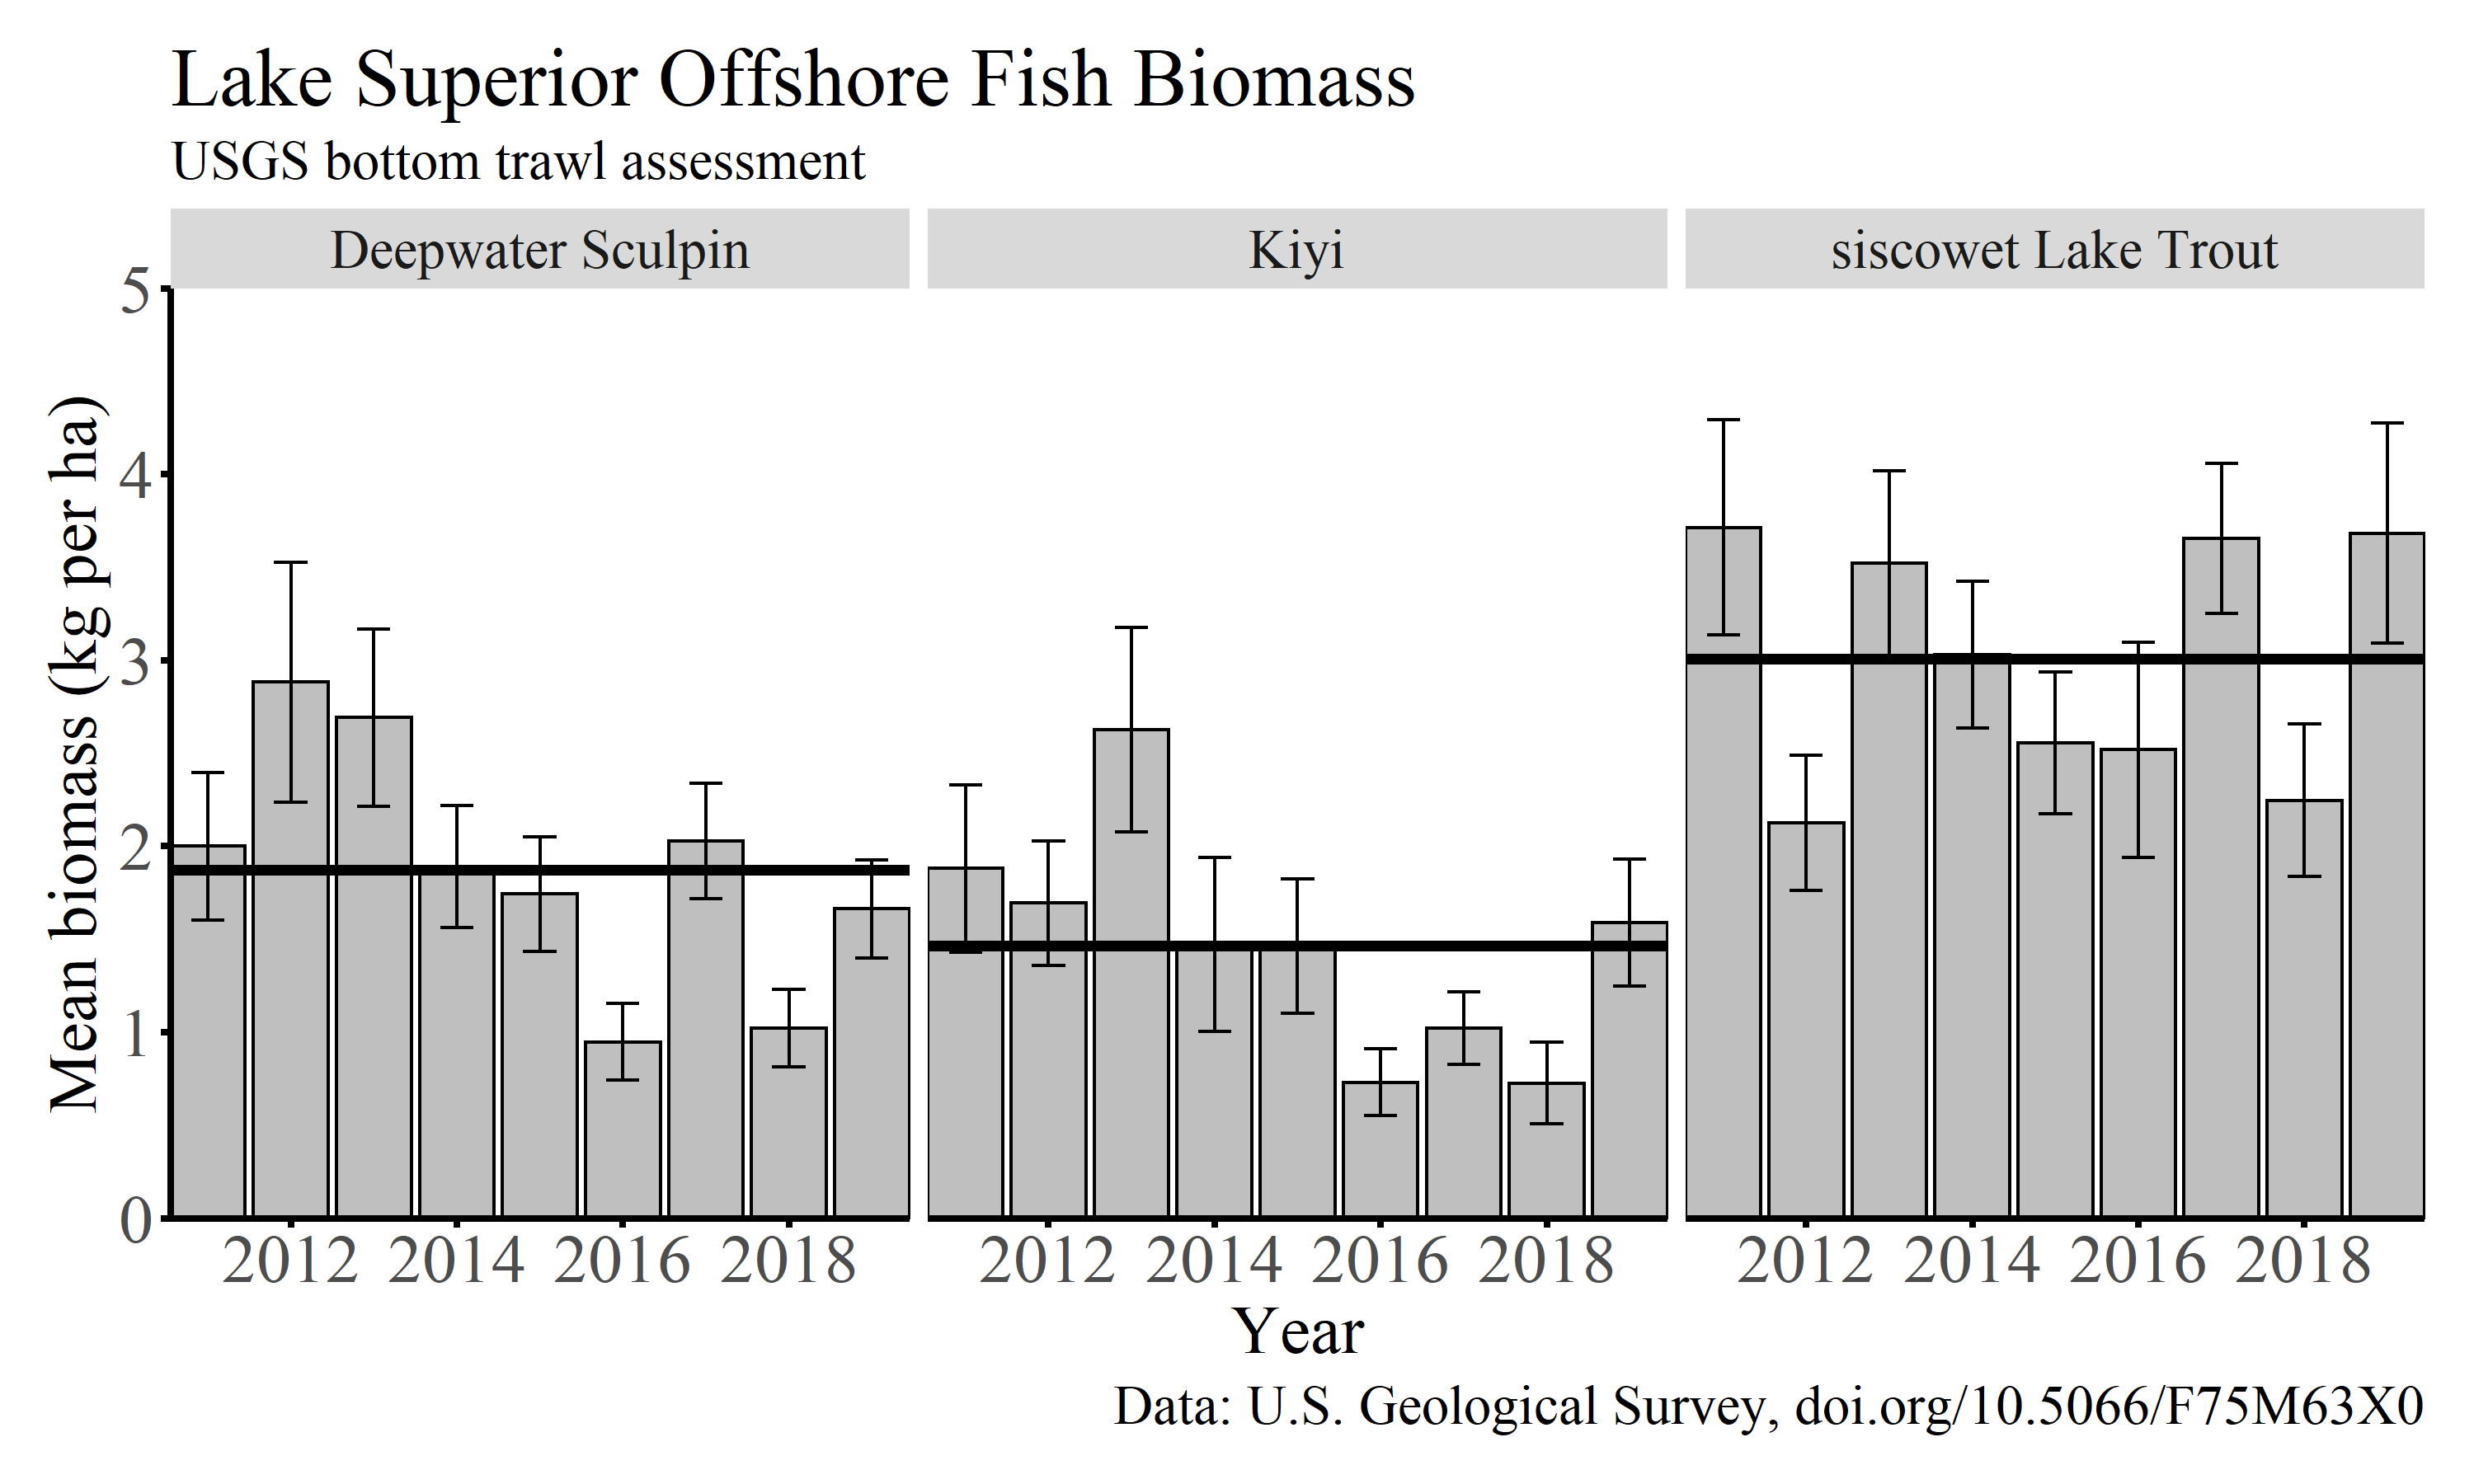 Lake Superior Offshore Fish Biomass
USGS bottom trawl assessment
Deepwater Sculpin
Kiyi
siscowet Lake Trout
Mean biomass (kg per ha)
5
4
3
2
1
0
2012 2014 2016 2018
2012 2014 2016 2018
2012 2014 2016 2018
Year
Data: U.S. Geological Survey, doi.org/10.5066/F75M63X0